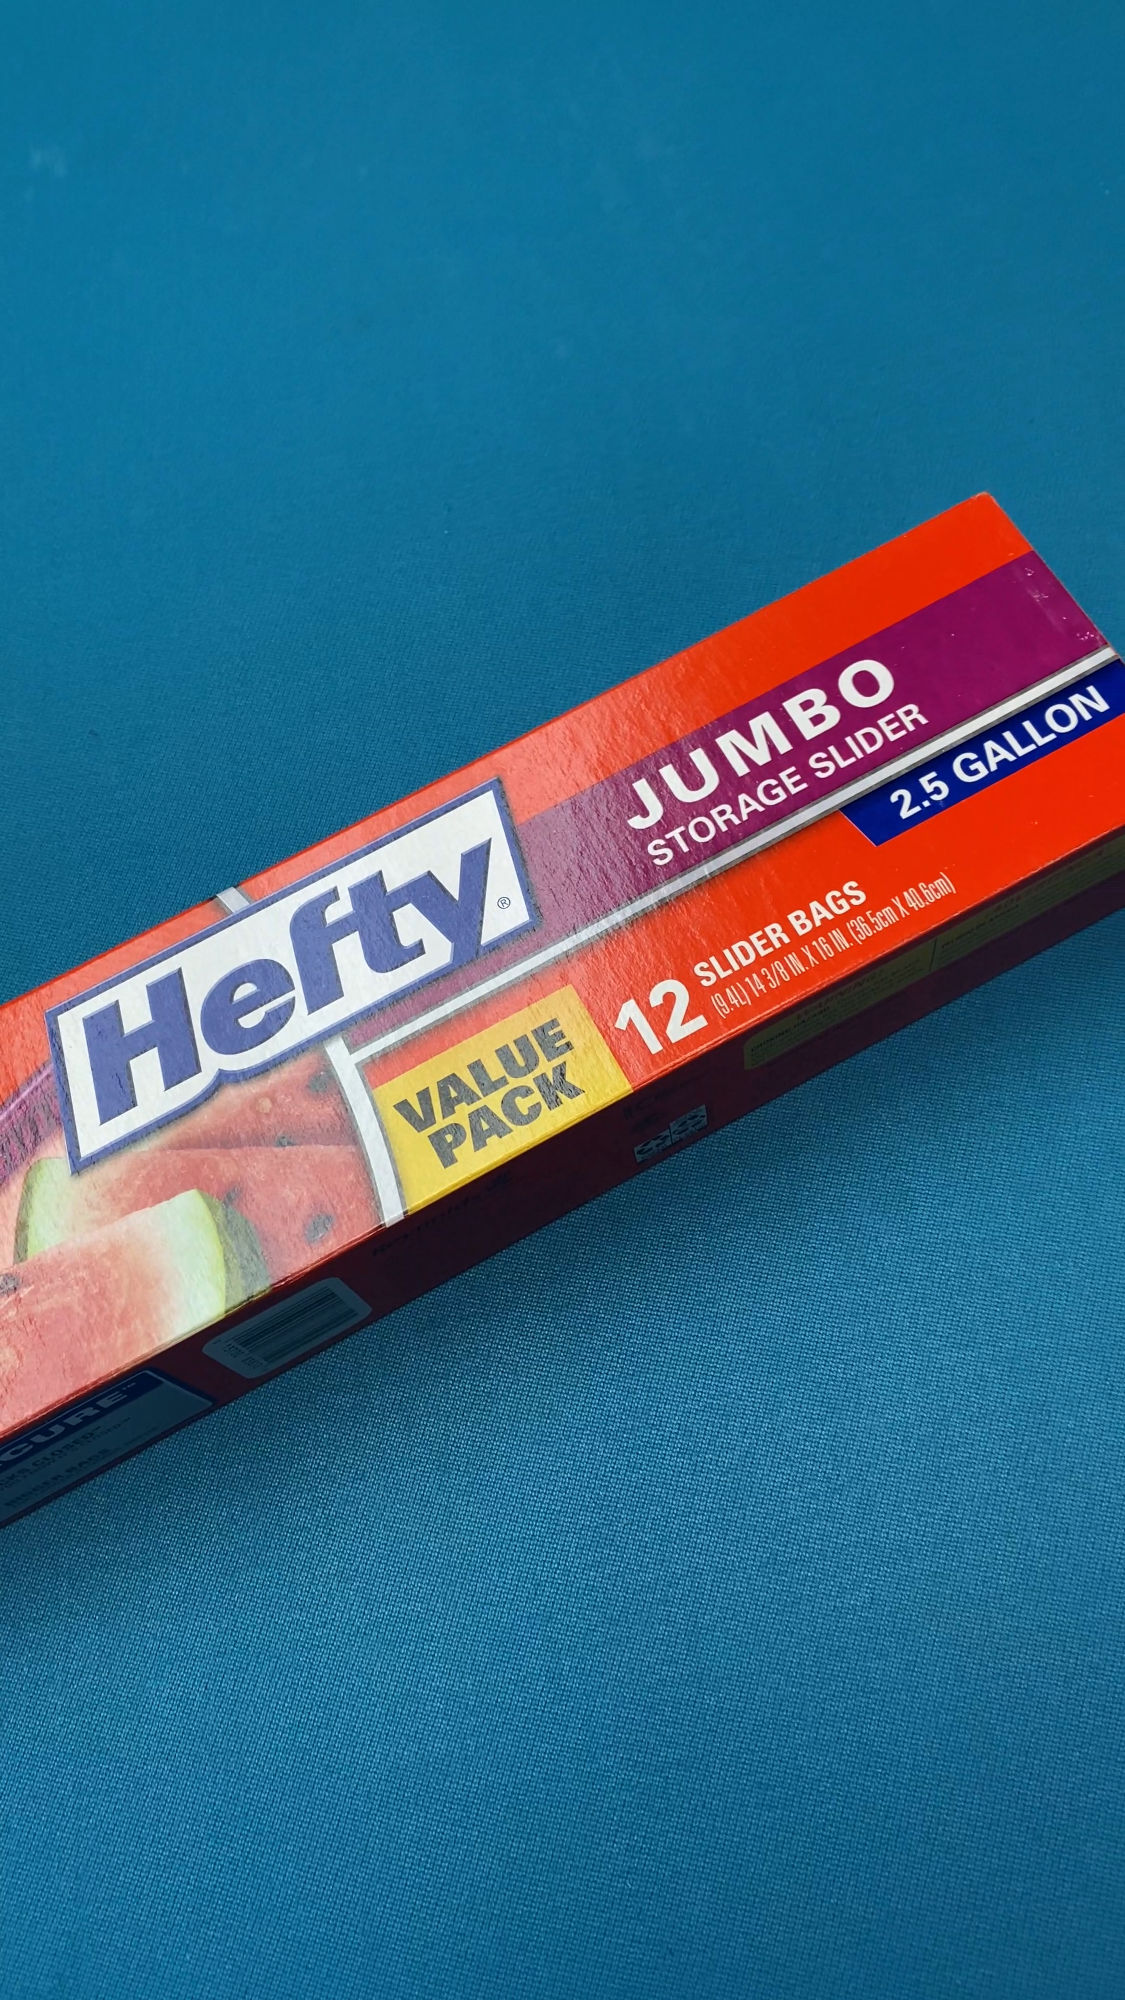 Hefty®
JUMBO
STORAGE SLIDER
2.5 GALLON
VALUE
PACK
12 SLIDER BAGS
(9.4L) 14 3/8 IN. X 16 IN. (36.5cm X 40.6cm)
CURE™